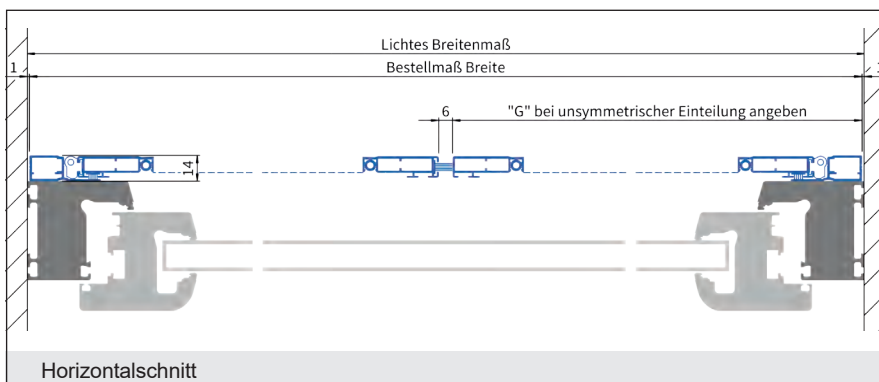 Lichtes Breitenmaß
1 Bestellmaß Breite 1
6 "G" bei unsymmetrischer Einteilung angeben
14
Horizontalschnitt